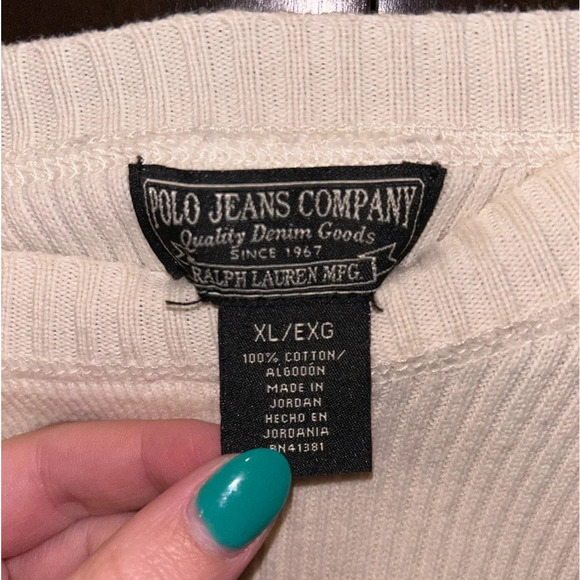 POLO JEANS COMPANY
Quality Denim Goods
SINCE 1967
RALPH LAUREN MFG.
XL/EXG
100% COTTON/
ALGODÓN
MADE IN
JORDAN
HECHO EN
JORDANIA
RN41381